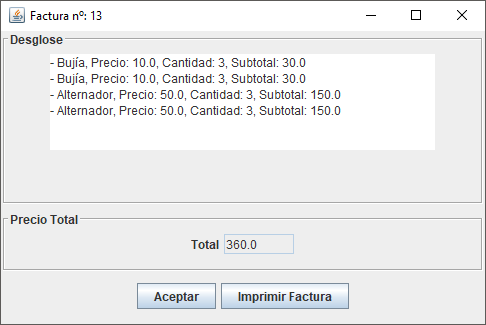 Factura nº: 13
Desglose
- Bujía, Precio: 10.0, Cantidad: 3, Subtotal: 30.0
- Bujía, Precio: 10.0, Cantidad: 3, Subtotal: 30.0
- Alternador, Precio: 50.0, Cantidad: 3, Subtotal: 150.0
- Alternador, Precio: 50.0, Cantidad: 3, Subtotal: 150.0
Precio Total
Total 360.0
Aceptar Imprimir Factura